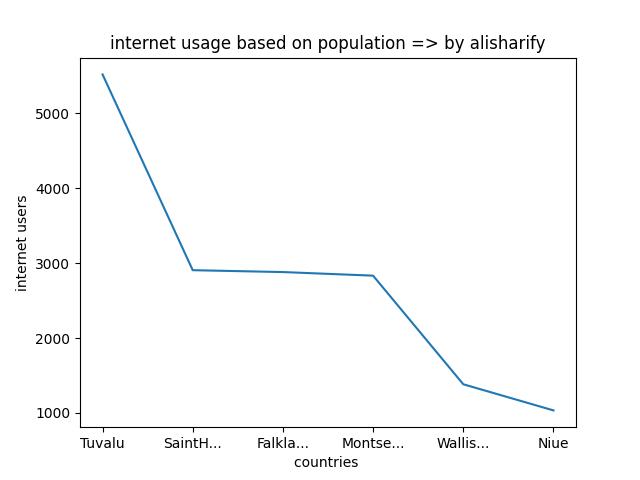 internet usage based on population => by alisharify
5000
4000
3000
2000
1000
internet users
Tuvalu SaintH... Falkla... Montse... Wallis... Niue
countries